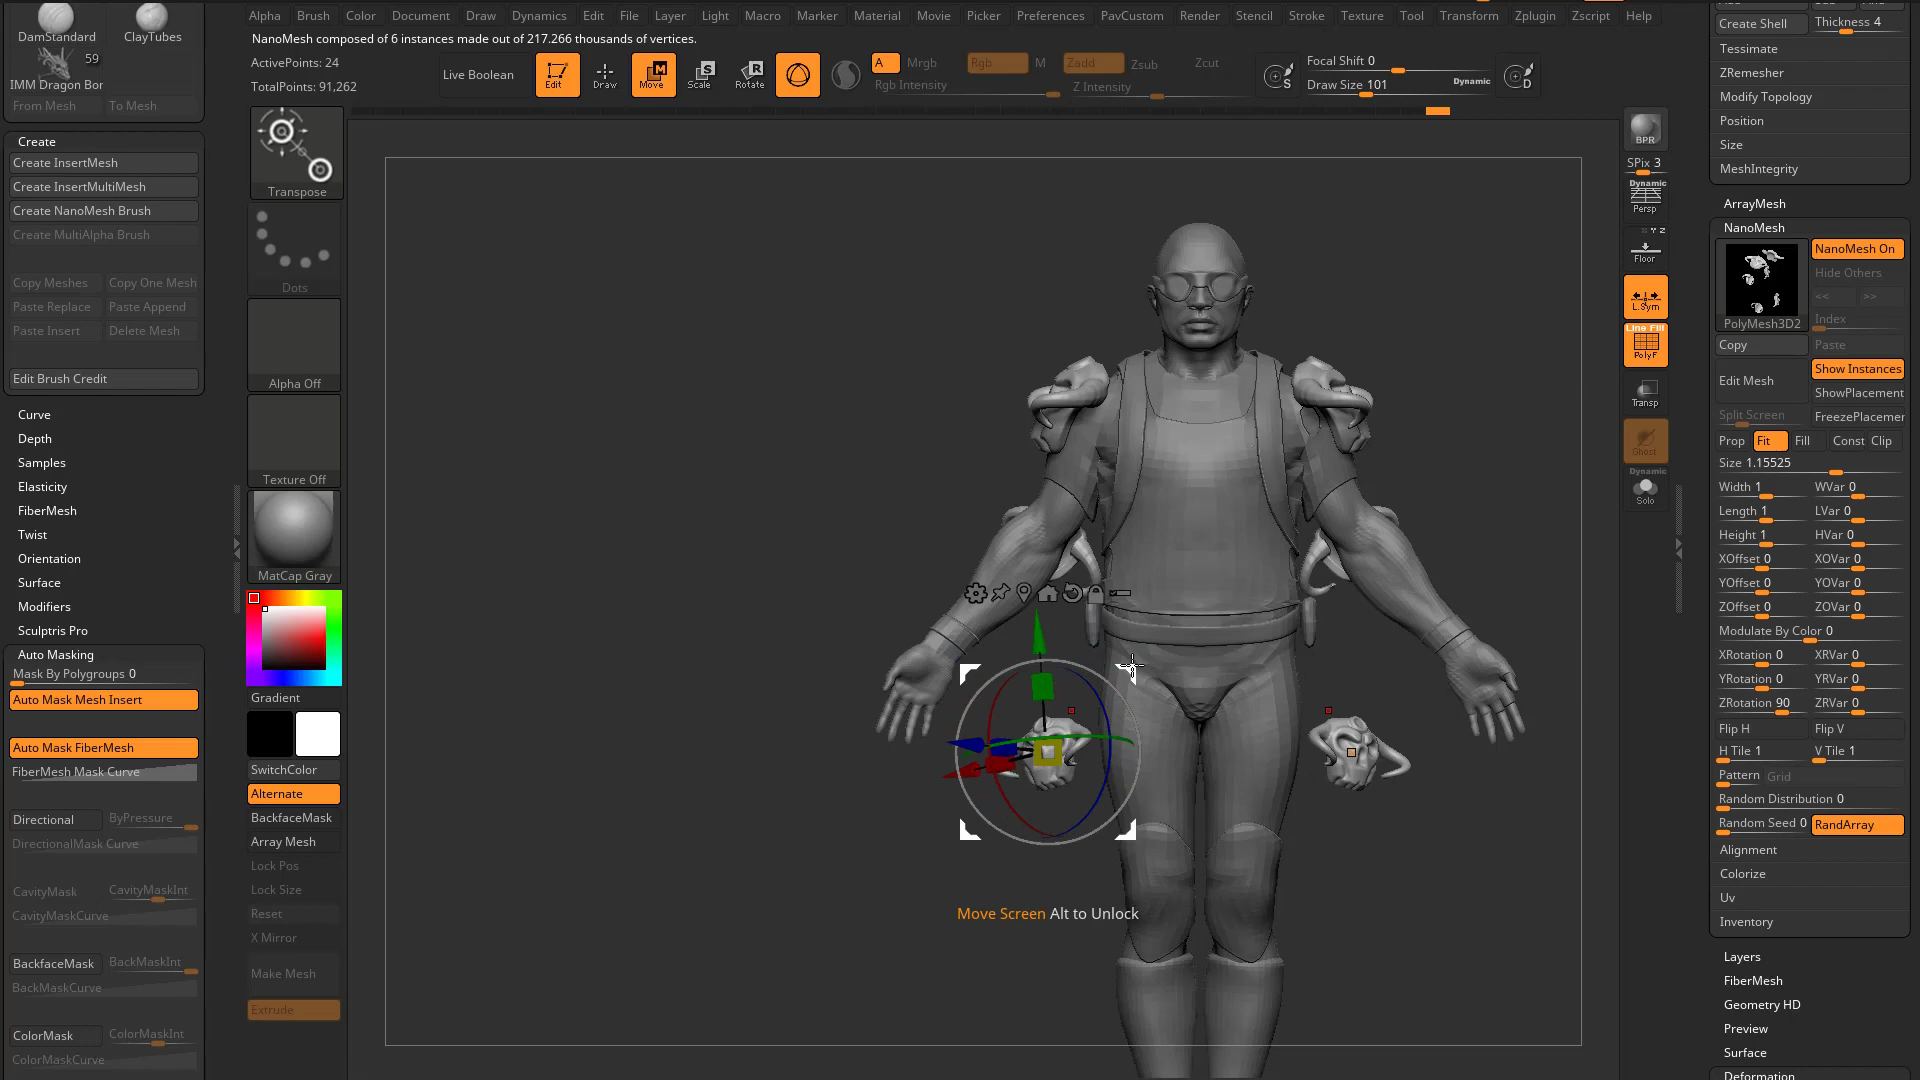 Alpha Brush Color Document Draw Dynamics Edit File Layer Light Macro Marker Material Movie Picker Preferences PavCustom Render Stencil Stroke Texture Tool Transform Zplugin Zscript Help
NanoMesh composed of 6 instances made out of 217.266 thousands of vertices.
ActivePoints: 24
TotalPoints: 91,262
Live Boolean
Edit
Draw
Move
Scale
Rotate
A Mrgb Rgb M Zadd Zsub Zcut
Rgb Intensity Z Intensity
Focal Shift 0
Draw Size 101 Dynamic
S
D
DamStandard ClayTubes
59
IMM Dragon Bor
From Mesh To Mesh
Create
Create InsertMesh
Create InsertMultiMesh
Create NanoMesh Brush
Create MultiAlpha Brush
Copy Meshes Copy One Mesh
Paste Replace Paste Append
Paste Insert Delete Mesh
Edit Brush Credit
Curve
Depth
Samples
Elasticity
FiberMesh
Twist
Orientation
Surface
Modifiers
Sculptris Pro
Auto Masking
Mask By Polygroups 0
Auto Mask Mesh Insert
Auto Mask FiberMesh
FiberMesh Mask Curve
Directional ByPressure
DirectionalMask Curve
CavityMask CavityMaskInt
CavityMaskCurve
BackfaceMask BackMaskInt
BackMaskCurve
ColorMask ColorMaskInt
ColorMaskCurve
Transpose
Dots
Alpha Off
Texture Off
MatCap Gray
Gradient
SwitchColor
Alternate
BackfaceMask
Array Mesh
Lock Pos
Lock Size
Reset
X Mirror
Make Mesh
Extrude
Move Screen Alt to Unlock
BPR
SPix 3
Dynamic
Persp
X Y Z
Floor
L.Sym
Line Fill
PolyF
Transp
Ghost
Dynamic
Solo
Create Shell Thickness 4
Tessimate
ZRemesher
Modify Topology
Position
Size
MeshIntegrity
ArrayMesh
NanoMesh
NanoMesh On
Hide Others
<< >>
PolyMesh3D2 Index
Copy Paste
Edit Mesh Show Instances
ShowPlacement
Split Screen FreezePlacemer
Prop Fit Fill Const Clip
Size 1.15525
Width 1 WVar 0
Length 1 LVar 0
Height 1 HVar 0
XOffset 0 XOVar 0
YOffset 0 YOVar 0
ZOffset 0 ZOVar 0
Modulate By Color 0
XRotation 0 XRVar 0
YRotation 0 YRVar 0
ZRotation 90 ZRVar 0
Flip H Flip V
H Tile 1 V Tile 1
Pattern Grid
Random Distribution 0
Random Seed 0 RandArray
Alignment
Colorize
Uv
Inventory
Layers
FiberMesh
Geometry HD
Preview
Surface
Deformation